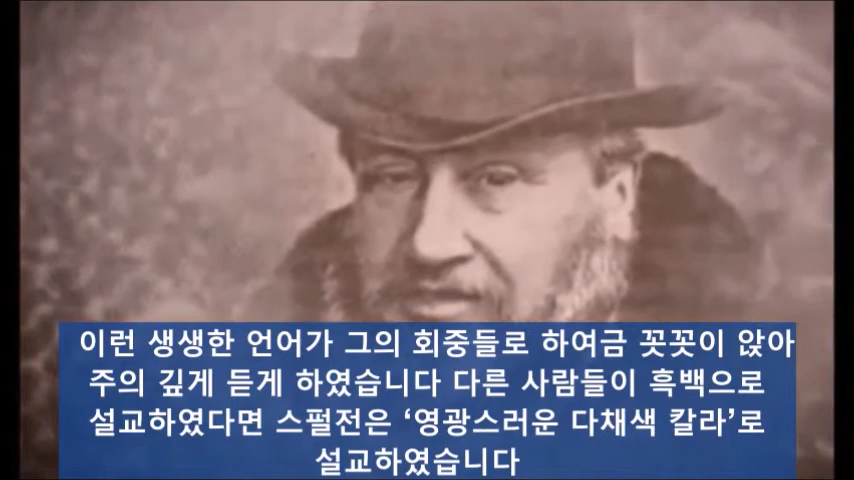 이런 생생한 언어가 그의 회중들로 하여금 꼿꼿이 앉아
주의 깊게 듣게 하였습니다 다른 사람들이 흑백으로
설교하였다면 스펄전은 ‘영광스러운 다채색 칼라’로
설교하였습니다